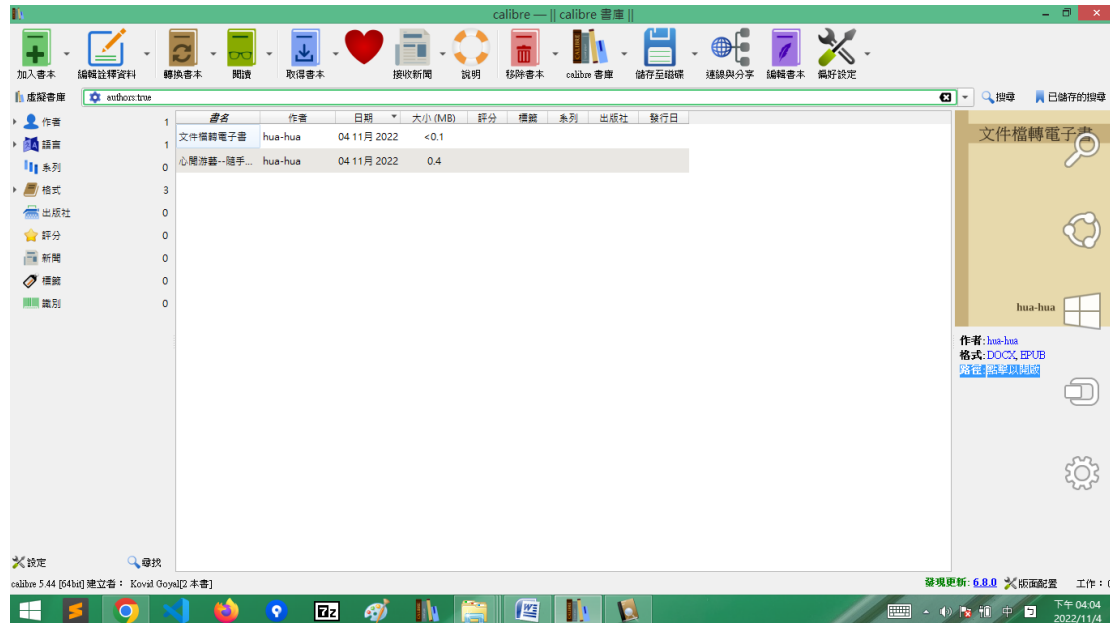 calibre — || calibre 書庫 ||
加入書本 編輯詮釋資料 轉換書本 閱讀 取得書本 接收新聞 說明 移除書本 calibre 書庫 儲存至磁碟 連線與分享 編輯書本 偏好設定
虛擬書庫 authors:true 搜尋 已儲存的搜尋
作者 1
語言 1
系列 0
格式 3
出版社 0
評分 0
新聞 0
標籤 0
識別 0
書名 作者 日期 大小 (MB) 評分 標籤 系列 出版社 發行日
文件檔轉電子書 hua-hua 04 11月 2022 <0.1
心閒游藝--隨手... hua-hua 04 11月 2022 0.4
文件檔轉電子書
hua-hua
作者: hua-hua
格式: DOCX, EPUB
路徑: 點擊以開啟
設定 尋找
calibre 5.44 [64bit] 建立者： Kovid Goyal[2 本書] 發現更新: 6.8.0 版面配置 工作：
7z 中 下午 04:04
2022/11/4